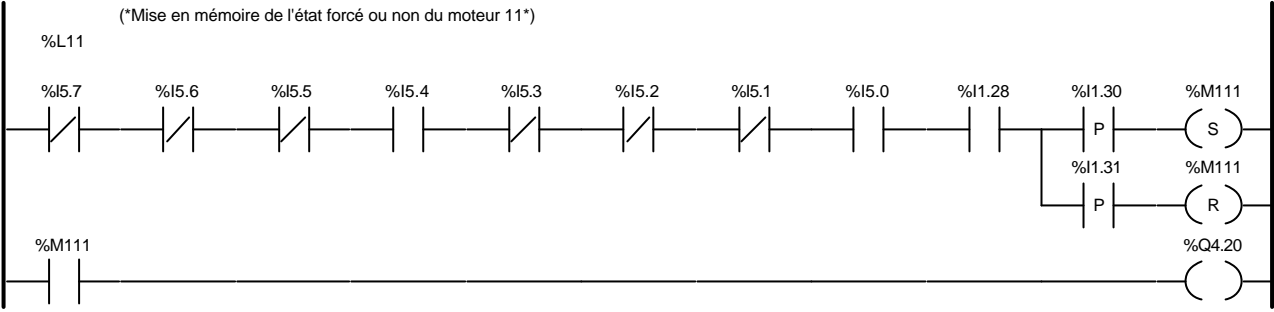 (*Mise en mémoire de l'état forcé ou non du moteur 11*)
%L11
%I5.7 %I5.6 %I5.5 %I5.4 %I5.3 %I5.2 %I5.1 %I5.0 %I1.28 %I1.30 %M111
P S
%I1.31 %M111
P R
%M111 %Q4.20